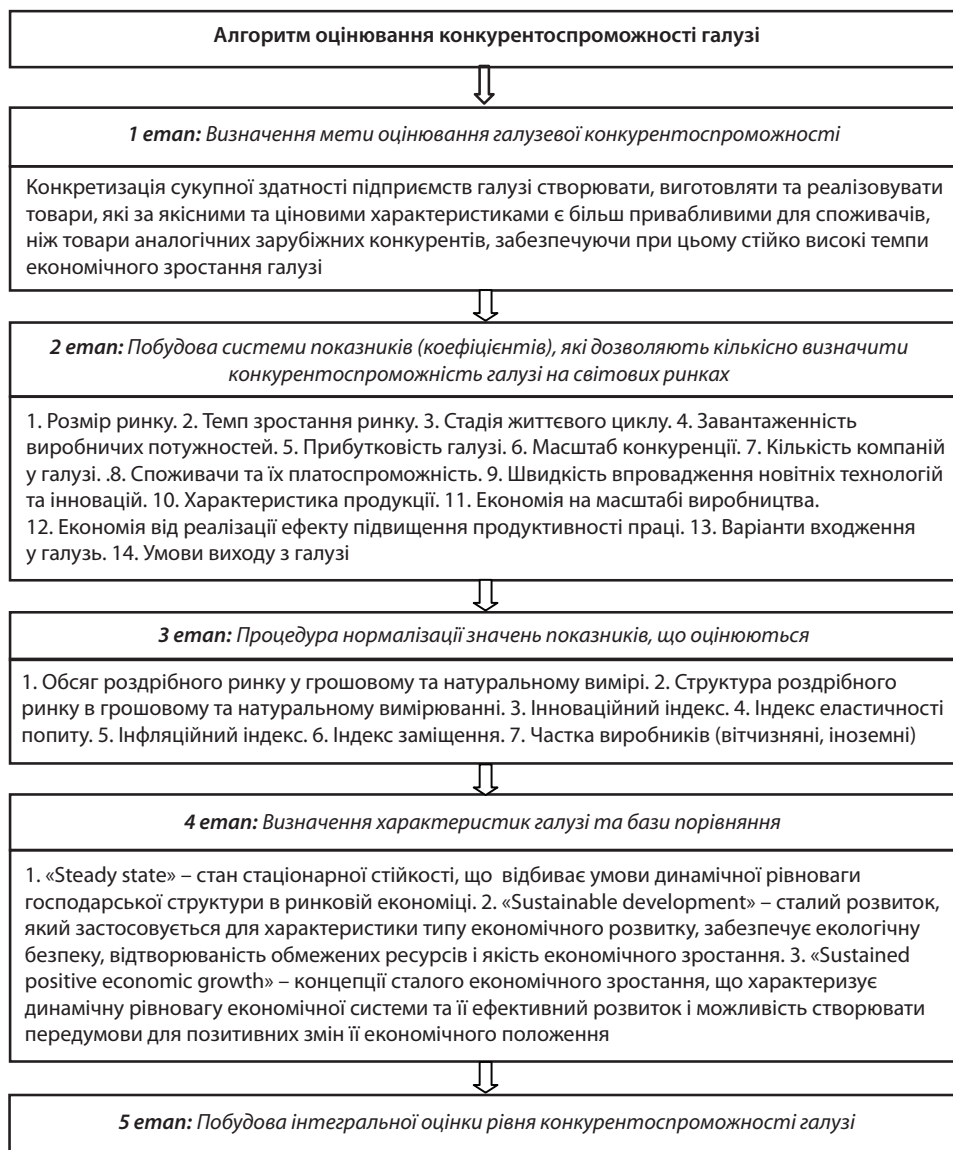 Алгоритм оцінювання конкурентоспроможності галузі
1 етап: Визначення мети оцінювання галузевої конкурентоспроможності
Конкретизація сукупної здатності підприємств галузі створювати, виготовляти та реалізовувати
товари, які за якісними та ціновими характеристиками є більш привабливими для споживачів,
ніж товари аналогічних зарубіжних конкурентів, забезпечуючи при цьому стійко високі темпи
економічного зростання галузі
2 етап: Побудова системи показників (коефіцієнтів), які дозволяють кількісно визначити
конкурентоспроможність галузі на світових ринках
1. Розмір ринку. 2. Темп зростання ринку. 3. Стадія життєвого циклу. 4. Завантаженність
виробничих потужностей. 5. Прибутковість галузі. 6. Масштаб конкуренції. 7. Кількість компаній
у галузі. .8. Споживачи та їх платоспроможність. 9. Швидкість впровадження новітніх технологій
та інновацій. 10. Характеристика продукції. 11. Економія на масштабі виробництва.
12. Економія від реалізації ефекту підвищення продуктивності праці. 13. Варіанти входження
у галузь. 14. Умови виходу з галузі
3 етап: Процедура нормалізації значень показників, що оцінюються
1. Обсяг роздрібного ринку у грошовому та натуральному вимірі. 2. Структура роздрібного
ринку в грошовому та натуральному вимірюванні. 3. Інноваційний індекс. 4. Індекс еластичності
попиту. 5. Інфляційний індекс. 6. Індекс заміщення. 7. Частка виробників (вітчизняні, іноземні)
4 етап: Визначення характеристик галузі та бази порівняння
1. «Steady state» – стан стаціонарної стійкості, що відбиває умови динамічної рівноваги
господарської структури в ринковій економіці. 2. «Sustainable development» – сталий розвиток,
який застосовується для характеристики типу економічного розвитку, забезпечує екологічну
безпеку, відтворюваність обмежених ресурсів і якість економічного зростання. 3. «Sustained
positive economic growth» – концепції сталого економічного зростання, що характеризує
динамічну рівновагу економічної системи та її ефективний розвиток і можливість створювати
передумови для позитивних змін її економічного положення
5 етап: Побудова інтегральної оцінки рівня конкурентоспроможності галузі